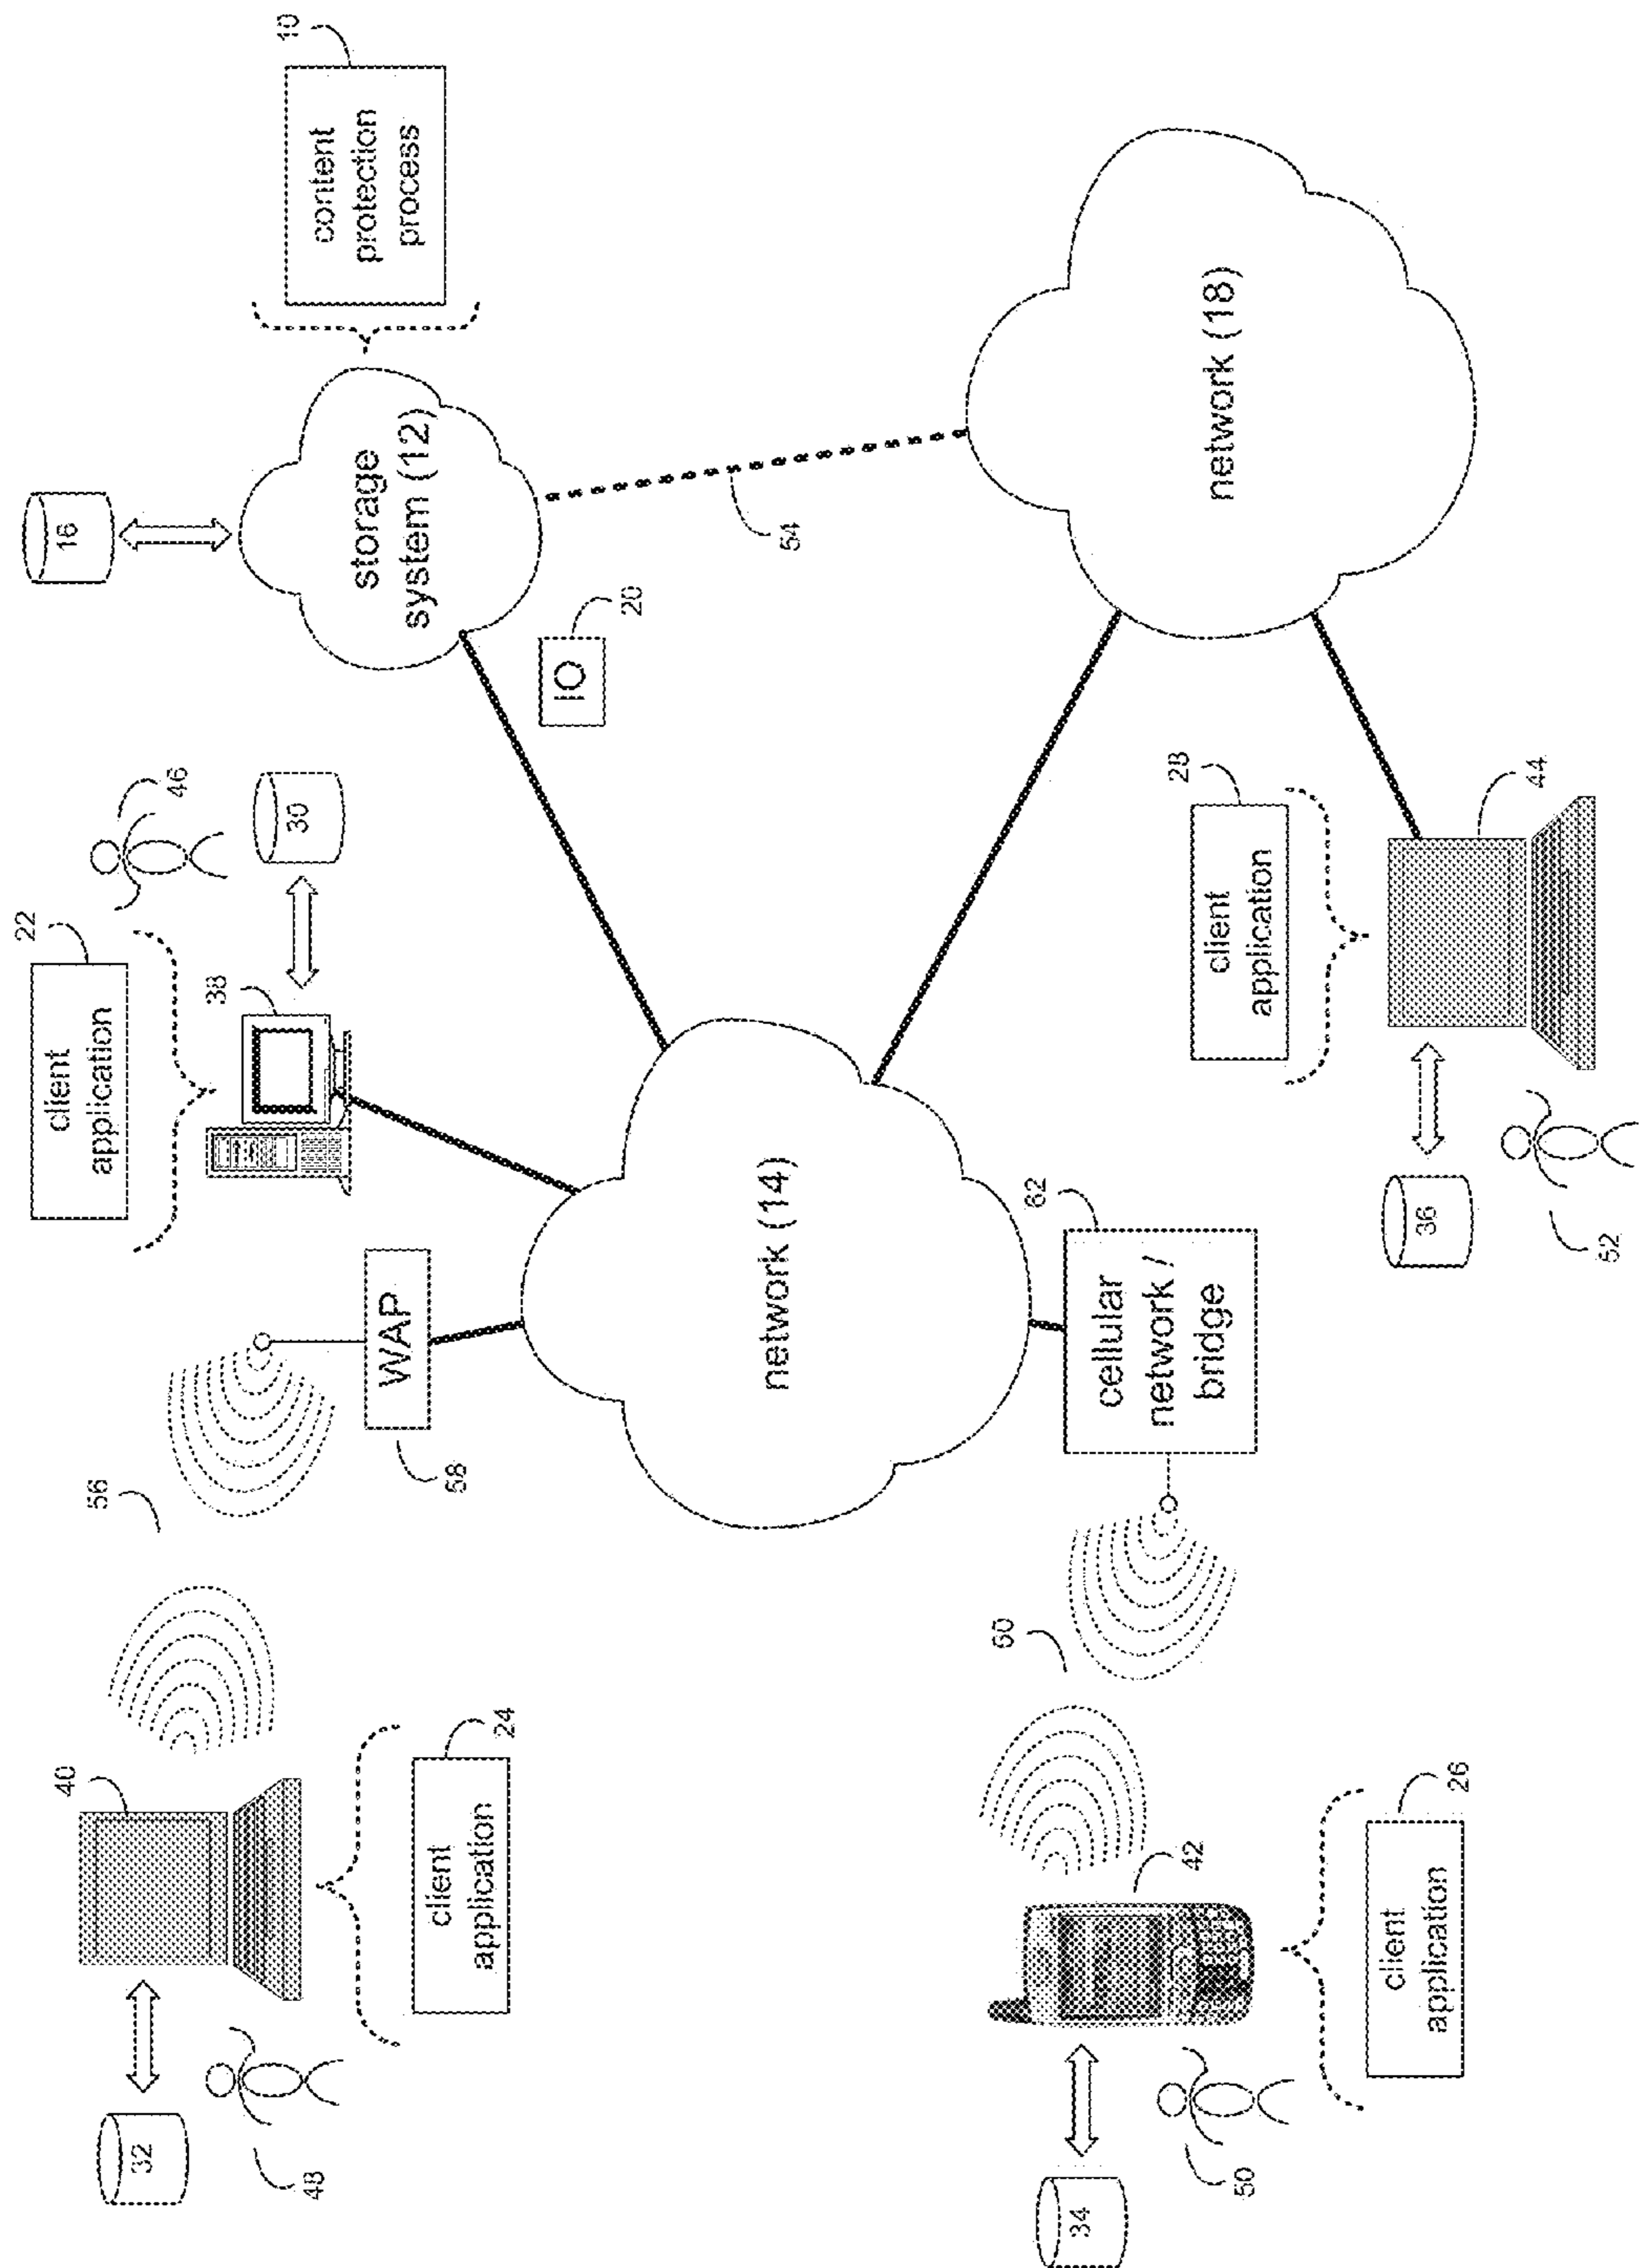 32
48
40
client
application
24
56
WAP
58
client
application
22
38
46
30
16
storage
system (12)
content
protection
process
10
IO
20
54
network (14)
network (18)
34
50
42
client
application
26
60
cellular
network /
bridge
62
client
application
28
36
52
44